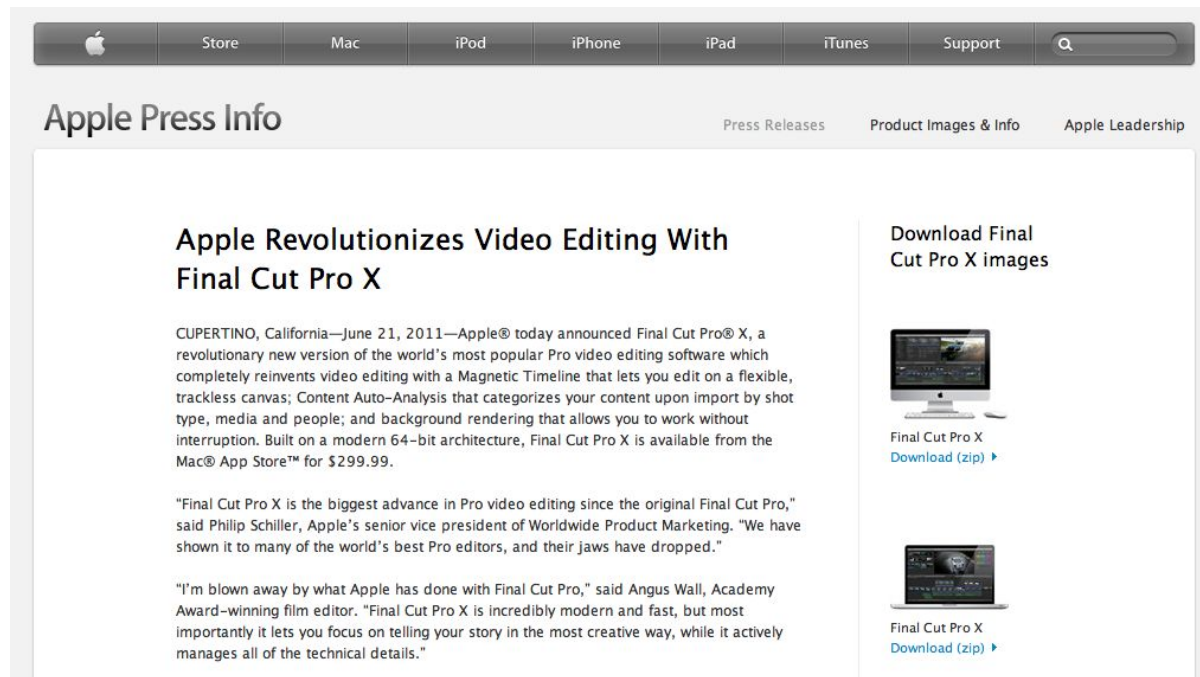 Store
Mac
iPod
iPhone
iPad
iTunes
Support
Apple Press Info
Press Releases
Product Images & Info
Apple Leadership
Apple Revolutionizes Video Editing With
Final Cut Pro X
CUPERTINO, California—June 21, 2011—Apple® today announced Final Cut Pro® X, a
revolutionary new version of the world’s most popular Pro video editing software which
completely reinvents video editing with a Magnetic Timeline that lets you edit on a flexible,
trackless canvas; Content Auto-Analysis that categorizes your content upon import by shot
type, media and people; and background rendering that allows you to work without
interruption. Built on a modern 64-bit architecture, Final Cut Pro X is available from the
Mac® App Store™ for $299.99.
“Final Cut Pro X is the biggest advance in Pro video editing since the original Final Cut Pro,”
said Philip Schiller, Apple’s senior vice president of Worldwide Product Marketing. “We have
shown it to many of the world’s best Pro editors, and their jaws have dropped.”
“I’m blown away by what Apple has done with Final Cut Pro,” said Angus Wall, Academy
Award-winning film editor. “Final Cut Pro X is incredibly modern and fast, but most
importantly it lets you focus on telling your story in the most creative way, while it actively
manages all of the technical details.”
Download Final
Cut Pro X images
Final Cut Pro X
Download (zip)
Final Cut Pro X
Download (zip)